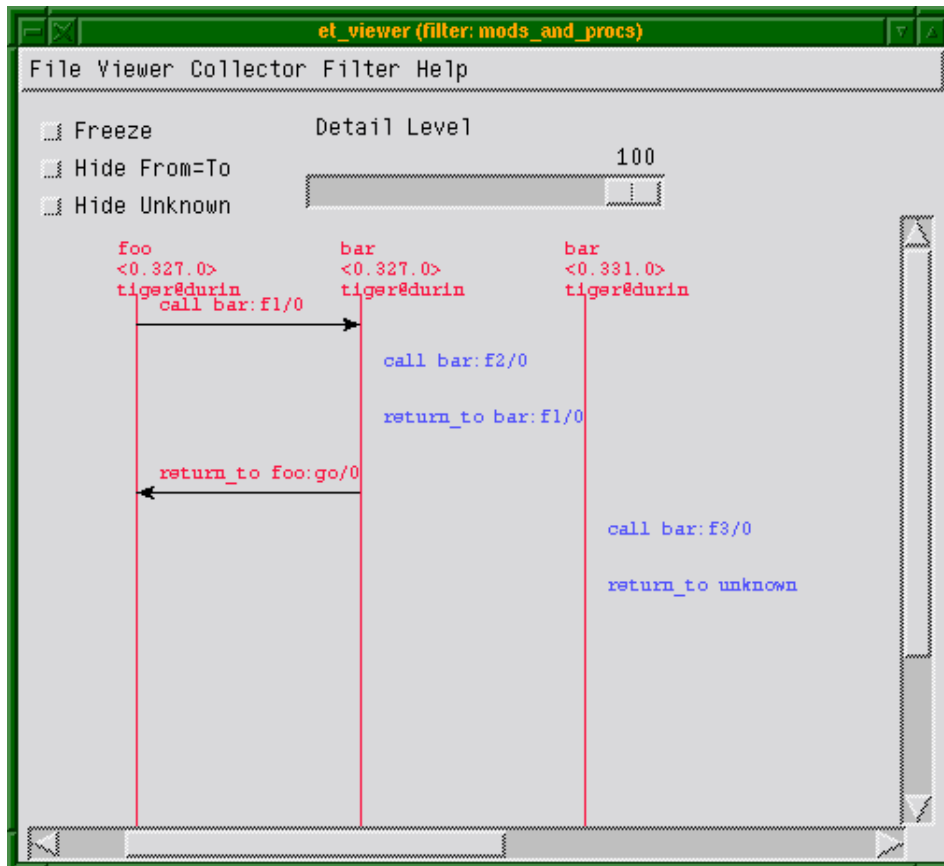 et_viewer (filter: mods_and_procs)
File Viewer Collector Filter Help
Freeze
Detail Level
Hide From=To
100
Hide Unknown
foo bar bar
<0.327.0> <0.327.0> <0.331.0>
tiger@durin tiger@durin tiger@durin
call bar:f1/0
call bar:f2/0
return_to bar:f1/0
return_to foo:go/0
call bar:f3/0
return_to unknown